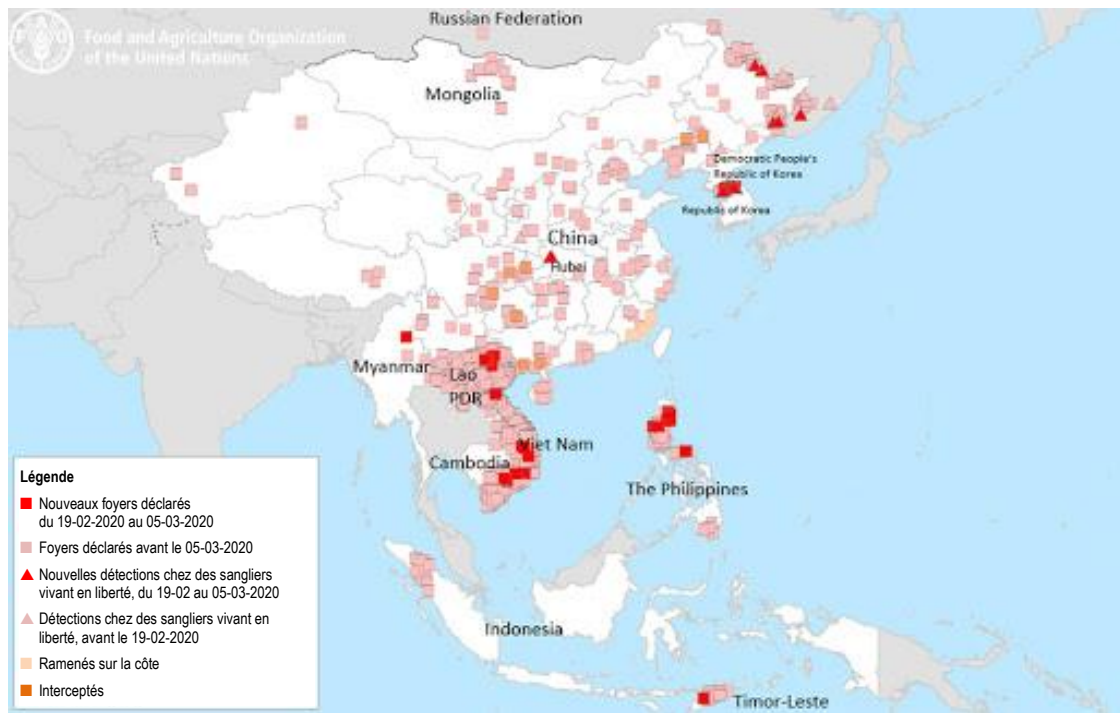 Russian Federation
Food and Agriculture Organization
of the United Nations
Mongolia
Democratic People's
Republic of Korea
Republic of Korea
China
Hubei
Myanmar
Lao
PDR
Viet Nam
Cambodia
The Philippines
Indonesia
Timor-Leste
Légende
Nouveaux foyers déclarés
du 19-02-2020 au 05-03-2020
Foyers déclarés avant le 05-03-2020
Nouvelles détections chez des sangliers
vivant en liberté, du 19-02 au 05-03-2020
Détections chez des sangliers vivant en
liberté, avant le 19-02-2020
Ramenés sur la côte
Interceptés